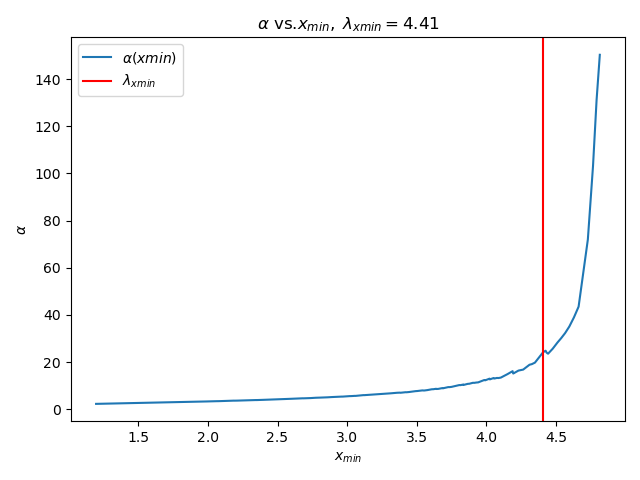 α vs.x_min, λ_xmin = 4.41
α(xmin)
λ_xmin
140
120
100
80
60
40
20
0
α
1.5 2.0 2.5 3.0 3.5 4.0 4.5
x_min